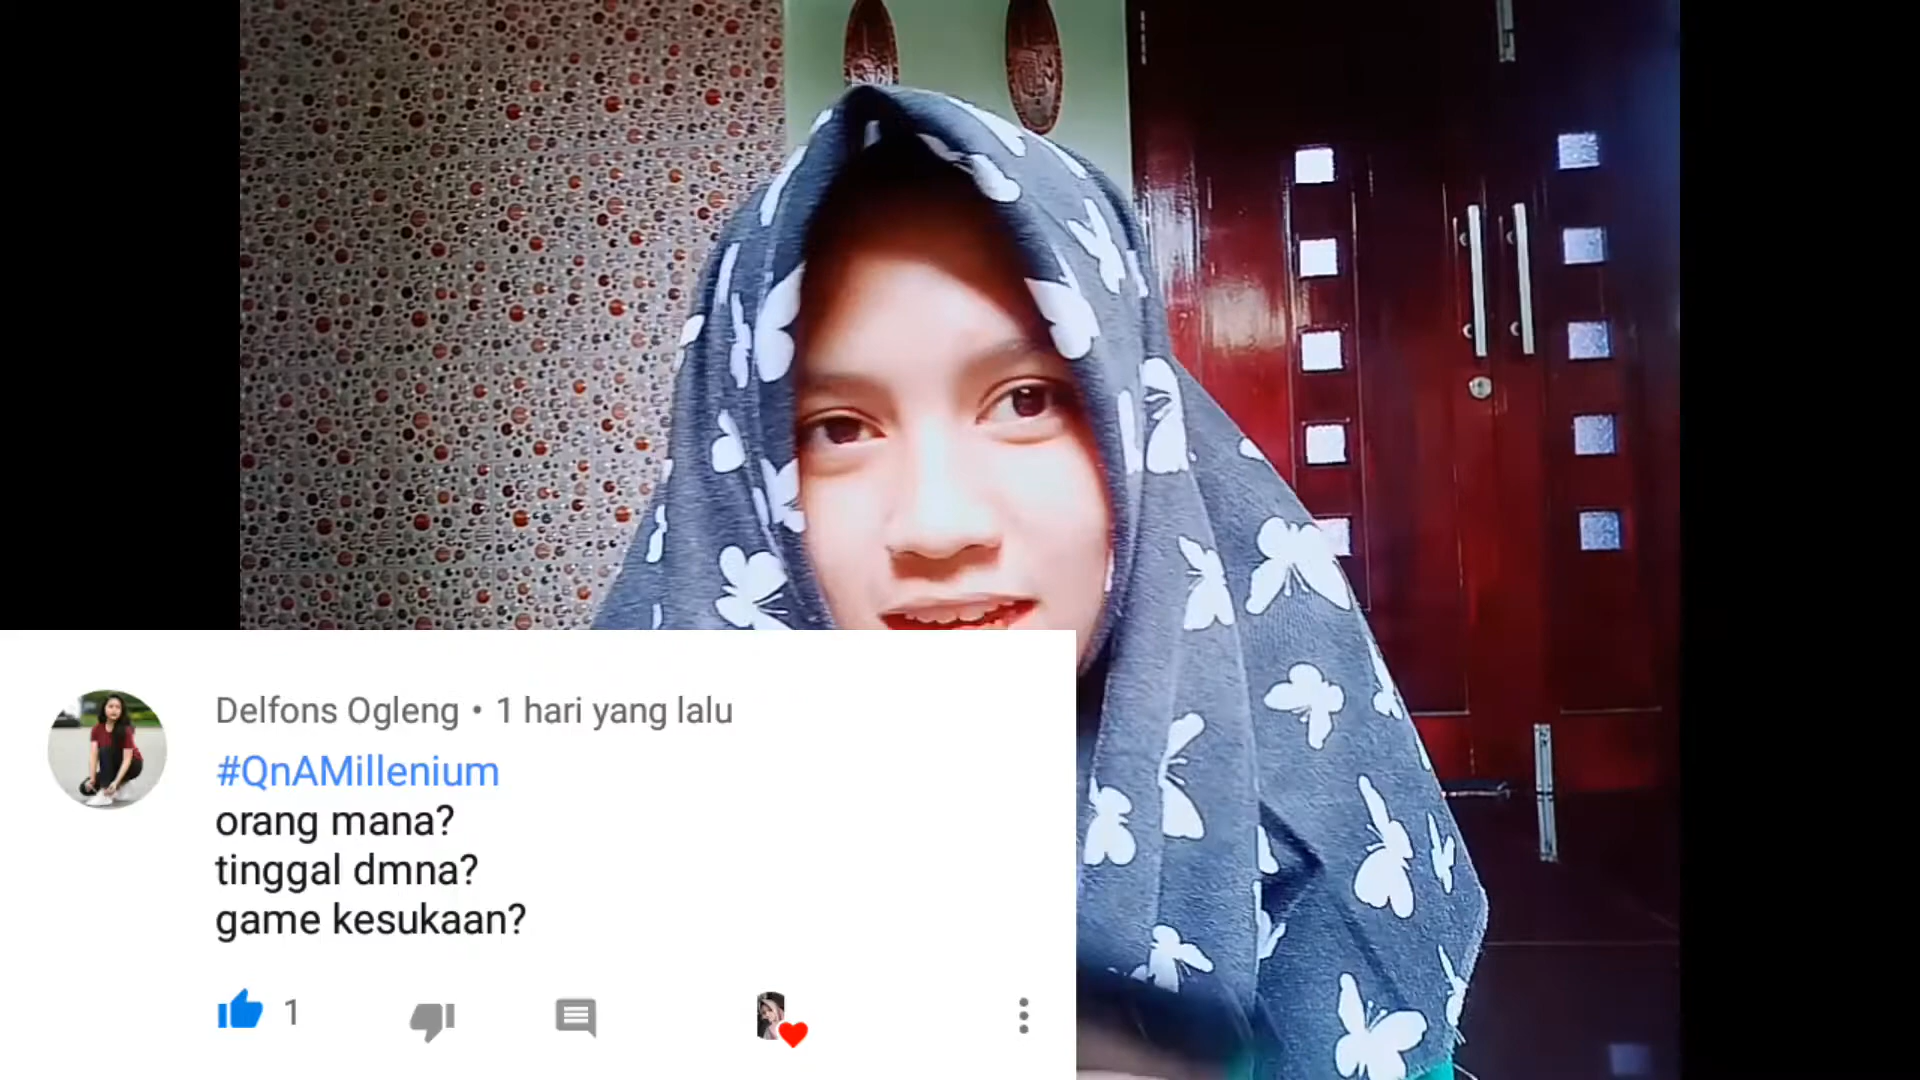 Delfons Ogleng • 1 hari yang lalu
#QnAMillenium
orang mana?
tinggal dmna?
game kesukaan?
1